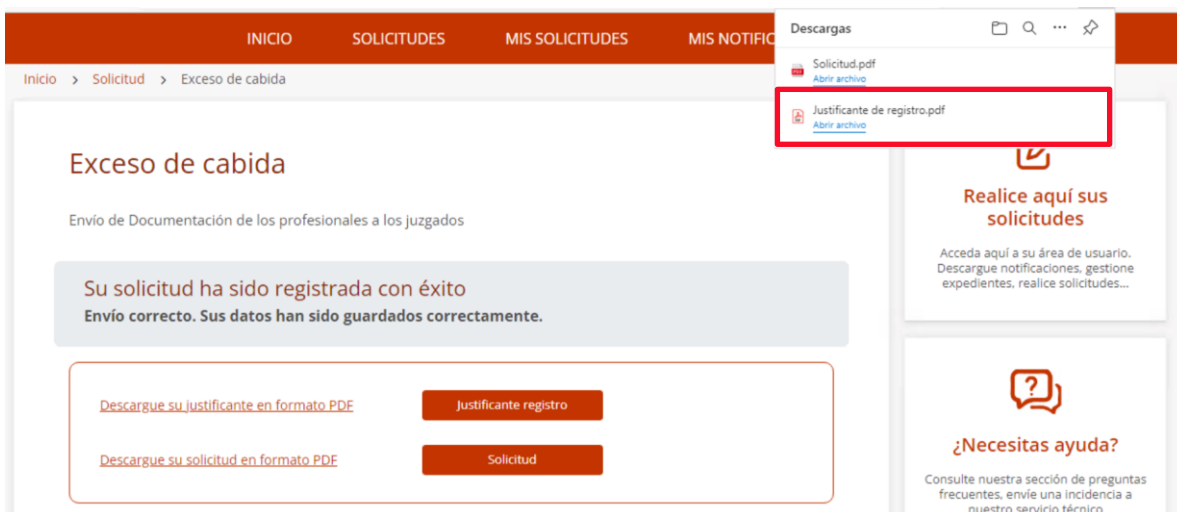 INICIO SOLICITUDES MIS SOLICITUDES MIS NOTIFIC
Descargas
Solicitud.pdf
Abrir archivo
Justificante de registro.pdf
Abrir archivo
Inicio > Solicitud > Exceso de cabida
Exceso de cabida
Envío de Documentación de los profesionales a los juzgados
Su solicitud ha sido registrada con éxito
Envío correcto. Sus datos han sido guardados correctamente.
Descargue su justificante en formato PDF
Justificante registro
Descargue su solicitud en formato PDF
Solicitud
Realice aquí sus
solicitudes
Acceda aquí a su área de usuario.
Descargue notificaciones, gestione
expedientes, realice solicitudes...
¿Necesitas ayuda?
Consulte nuestra sección de preguntas
frecuentes, envíe una incidencia a
nuestro servicio técnico